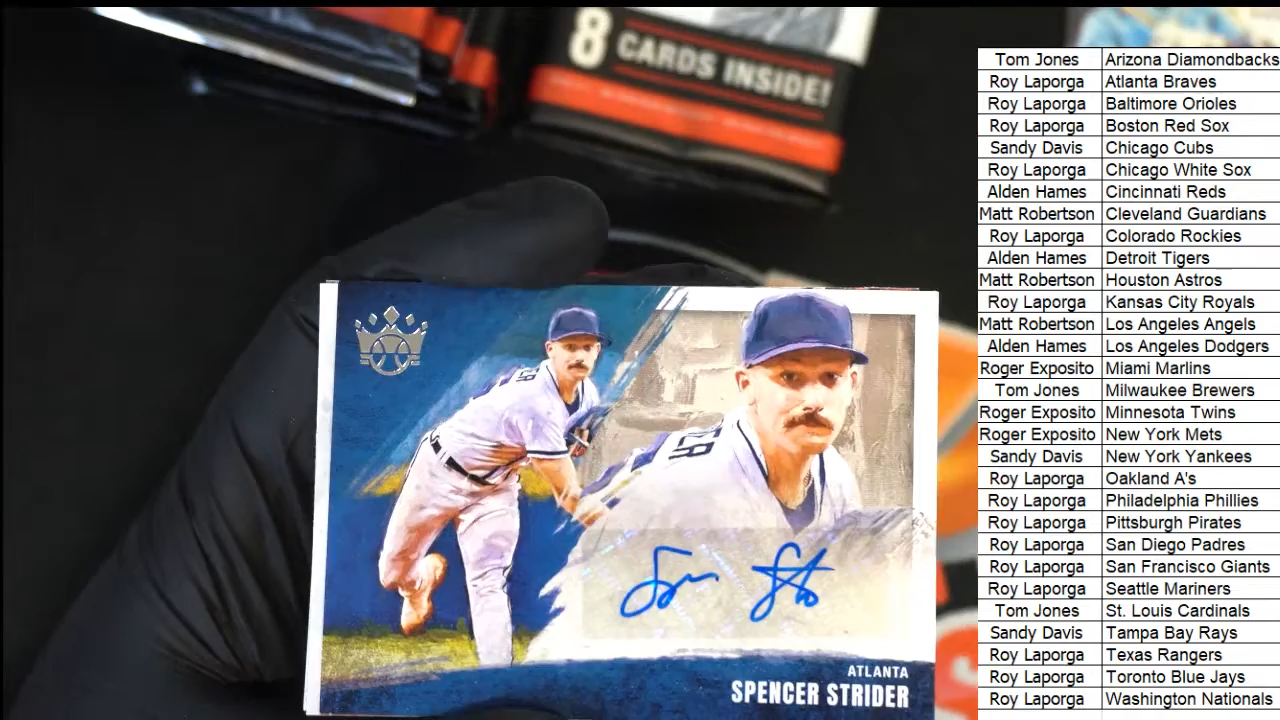 8 CARDS INSIDE!
ER
TER
ATLANTA
SPENCER STRIDER
Tom Jones Arizona Diamondbacks
Roy Laporga Atlanta Braves
Roy Laporga Baltimore Orioles
Roy Laporga Boston Red Sox
Sandy Davis Chicago Cubs
Roy Laporga Chicago White Sox
Alden Hames Cincinnati Reds
Matt Robertson Cleveland Guardians
Roy Laporga Colorado Rockies
Alden Hames Detroit Tigers
Matt Robertson Houston Astros
Roy Laporga Kansas City Royals
Matt Robertson Los Angeles Angels
Alden Hames Los Angeles Dodgers
Roger Exposito Miami Marlins
Tom Jones Milwaukee Brewers
Roger Exposito Minnesota Twins
Roger Exposito New York Mets
Sandy Davis New York Yankees
Roy Laporga Oakland A's
Roy Laporga Philadelphia Phillies
Roy Laporga Pittsburgh Pirates
Roy Laporga San Diego Padres
Roy Laporga San Francisco Giants
Roy Laporga Seattle Mariners
Tom Jones St. Louis Cardinals
Sandy Davis Tampa Bay Rays
Roy Laporga Texas Rangers
Roy Laporga Toronto Blue Jays
Roy Laporga Washington Nationals